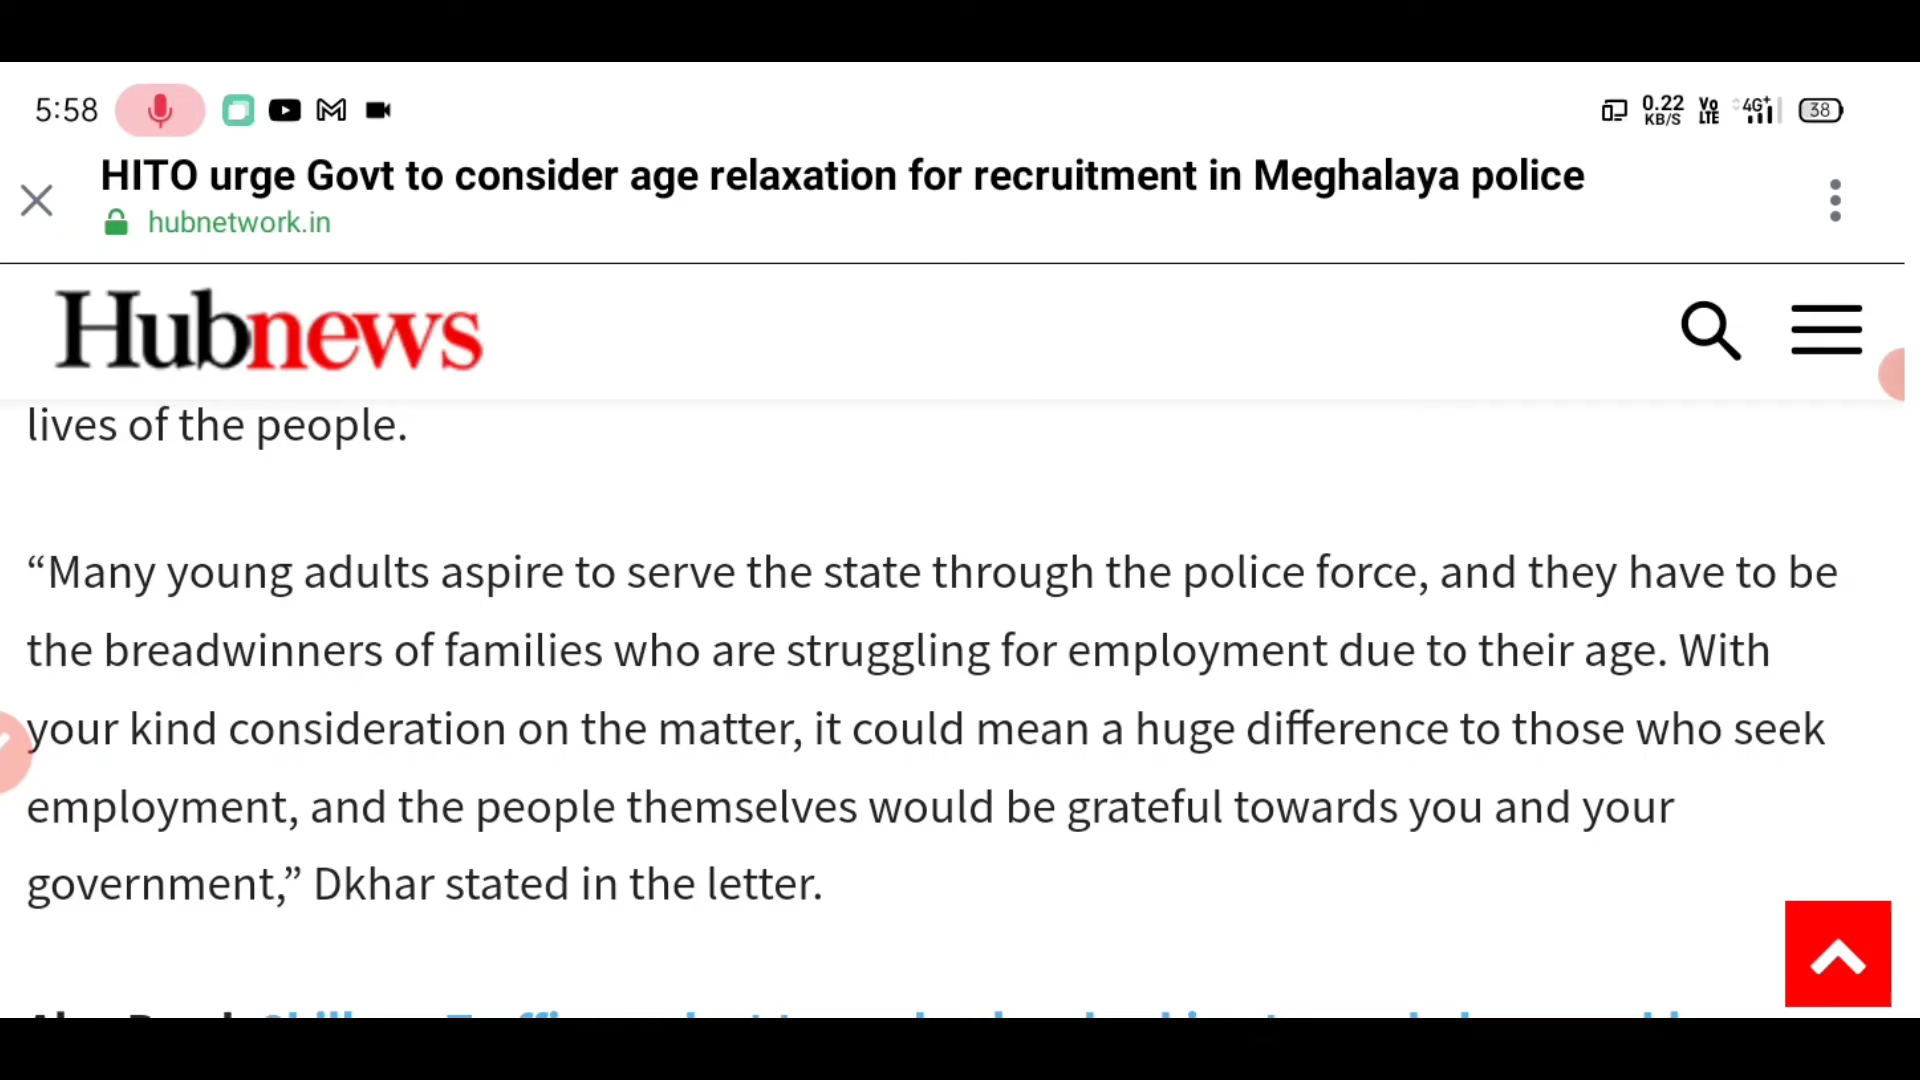 5:58
0.22 KB/S Vo LTE 4G+ 38
HITO urge Govt to consider age relaxation for recruitment in Meghalaya police
hubnetwork.in
Hubnews
lives of the people.
“Many young adults aspire to serve the state through the police force, and they have to be
the breadwinners of families who are struggling for employment due to their age. With
your kind consideration on the matter, it could mean a huge difference to those who seek
employment, and the people themselves would be grateful towards you and your
government,” Dkhar stated in the letter.